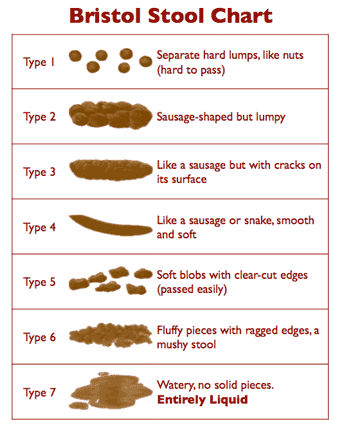 Bristol Stool Chart
Type 1
Separate hard lumps, like nuts
(hard to pass)
Type 2
Sausage-shaped but lumpy
Type 3
Like a sausage but with cracks on
its surface
Type 4
Like a sausage or snake, smooth
and soft
Type 5
Soft blobs with clear-cut edges
(passed easily)
Type 6
Fluffy pieces with ragged edges, a
mushy stool
Type 7
Watery, no solid pieces.
Entirely Liquid